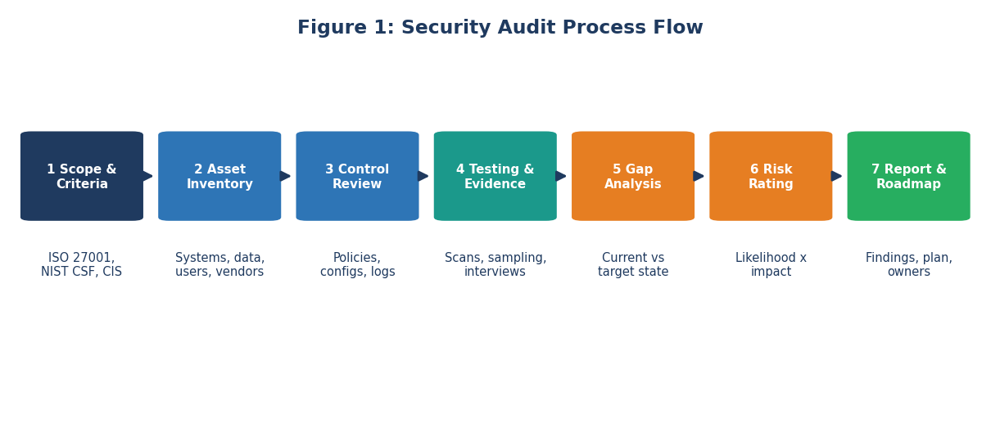 Figure 1: Security Audit Process Flow
1 Scope &
Criteria
2 Asset
Inventory
3 Control
Review
4 Testing &
Evidence
5 Gap
Analysis
6 Risk
Rating
7 Report &
Roadmap
ISO 27001,
NIST CSF, CIS
Systems, data,
users, vendors
Policies,
configs, logs
Scans, sampling,
interviews
Current vs
target state
Likelihood x
impact
Findings, plan,
owners